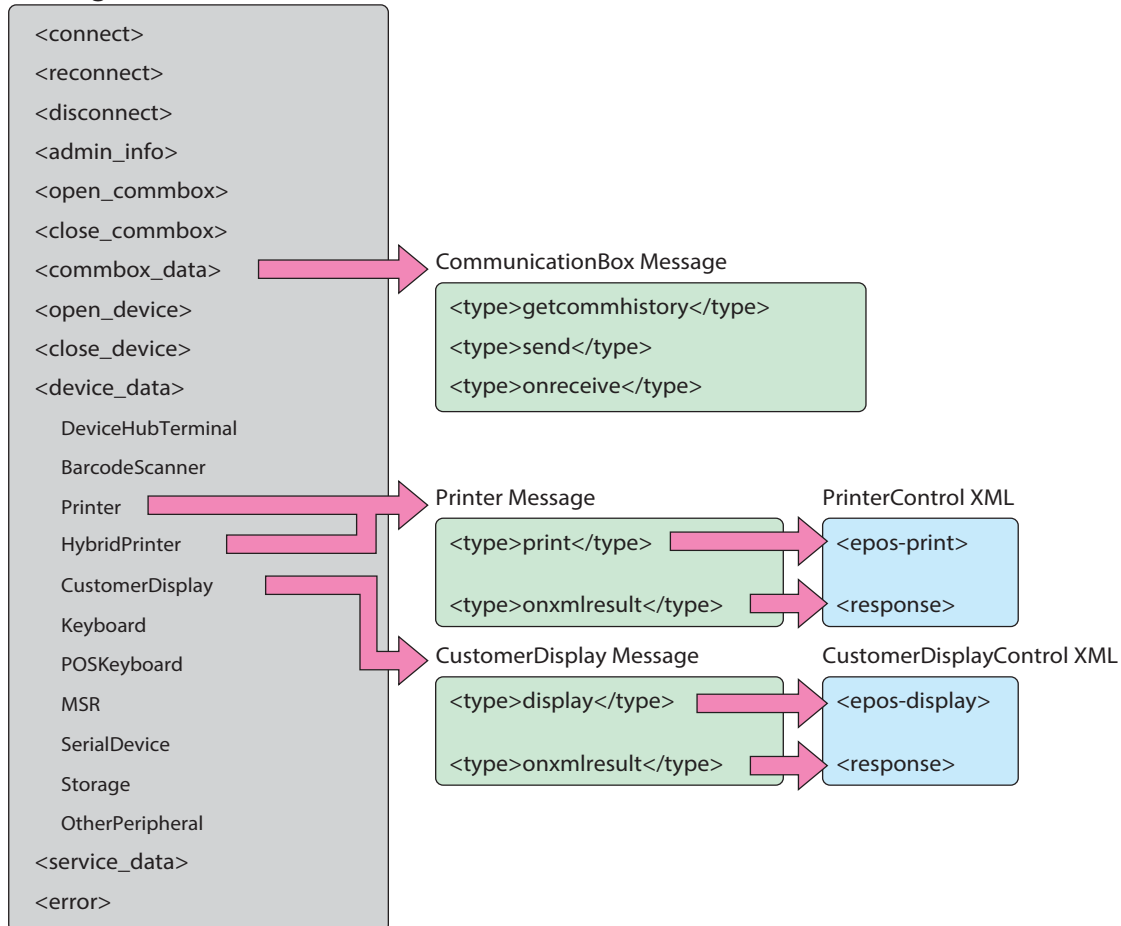 <connect>
<reconnect>
<disconnect>
<admin_info>
<open_commbox>
<close_commbox>
<commbox_data>
<open_device>
<close_device>
<device_data>
DeviceHubTerminal
BarcodeScanner
Printer
HybridPrinter
CustomerDisplay
Keyboard
POSKeyboard
MSR
SerialDevice
Storage
OtherPeripheral
<service_data>
<error>
CommunicationBox Message
<type>getcommhistory</type>
<type>send</type>
<type>onreceive</type>
Printer Message
<type>print</type>
<type>onxmlresult</type>
PrinterControl XML
<epos-print>
<response>
CustomerDisplay Message
<type>display</type>
<type>onxmlresult</type>
CustomerDisplayControl XML
<epos-display>
<response>